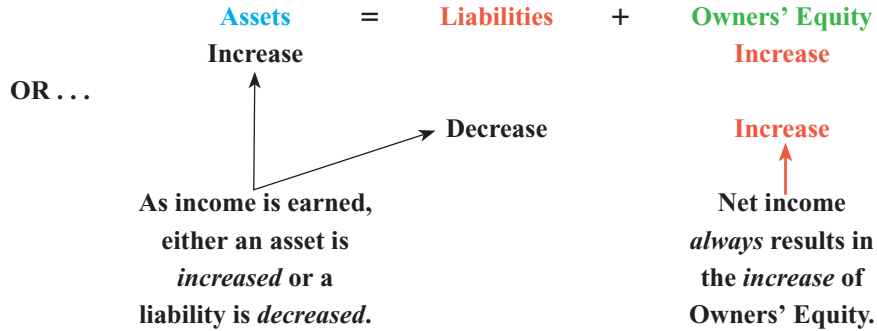 Assets = Liabilities + Owners’ Equity
Increase Increase
OR . . .
Decrease Increase
As income is earned,
either an asset is
increased or a
liability is decreased.
Net income
always results in
the increase of
Owners’ Equity.